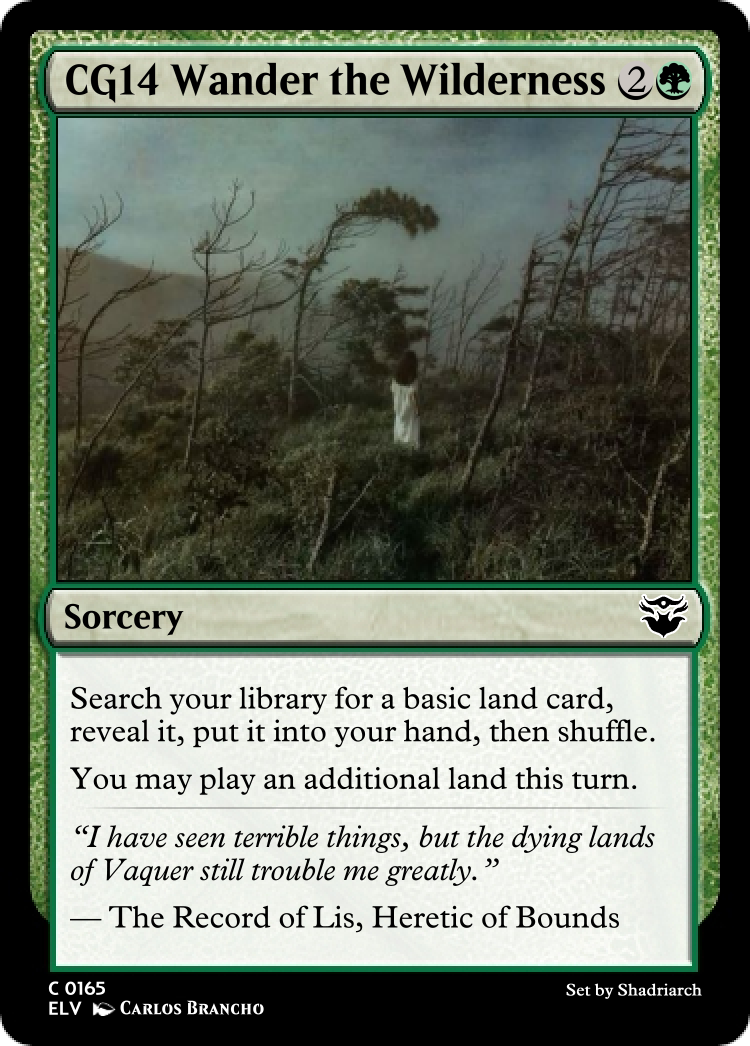 CG14 Wander the Wilderness 2
Sorcery
Search your library for a basic land card,
reveal it, put it into your hand, then shuffle.
You may play an additional land this turn.
“I have seen terrible things, but the dying lands
of Vaquer still trouble me greatly.”
— The Record of Lis, Heretic of Bounds
C 0165
Set by Shadriarch
ELV Carlos Brancho